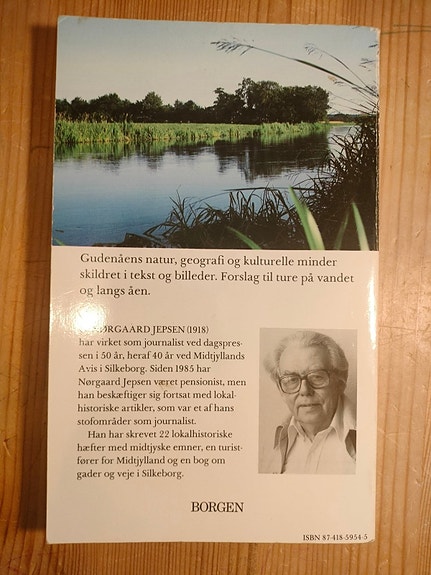 Gudenåens natur, geografi og kulturelle minder
skildret i tekst og billeder. Forslag til ture på vandet
og langs åen.
NØRGAARD JEPSEN (1918)
har virket som journalist ved dagspres-
sen i 50 år, heraf 40 år ved Midtjyllands
Avis i Silkeborg. Siden 1985 har
Nørgaard Jepsen været pensionist, men
han beskæftiger sig fortsat med lokal-
historiske artikler, som var et af hans
stofområder som journalist.
Han har skrevet 22 lokalhistoriske
hæfter med midtjyske emner, en turist-
fører for Midtjylland og en bog om
gader og veje i Silkeborg.
BORGEN
ISBN 87-418-5954-5